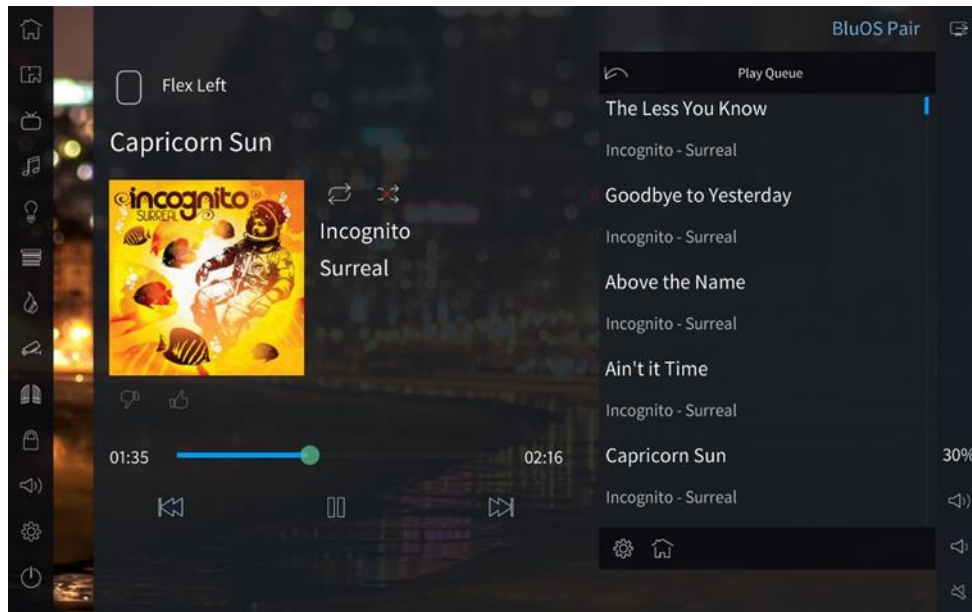 BluOS Pair
Flex Left
Capricorn Sun
incognito
SURREAL
Incognito
Surreal
01:35
02:16
Play Queue
The Less You Know
Incognito - Surreal
Goodbye to Yesterday
Incognito - Surreal
Above the Name
Incognito - Surreal
Ain't it Time
Incognito - Surreal
Capricorn Sun
Incognito - Surreal
30%